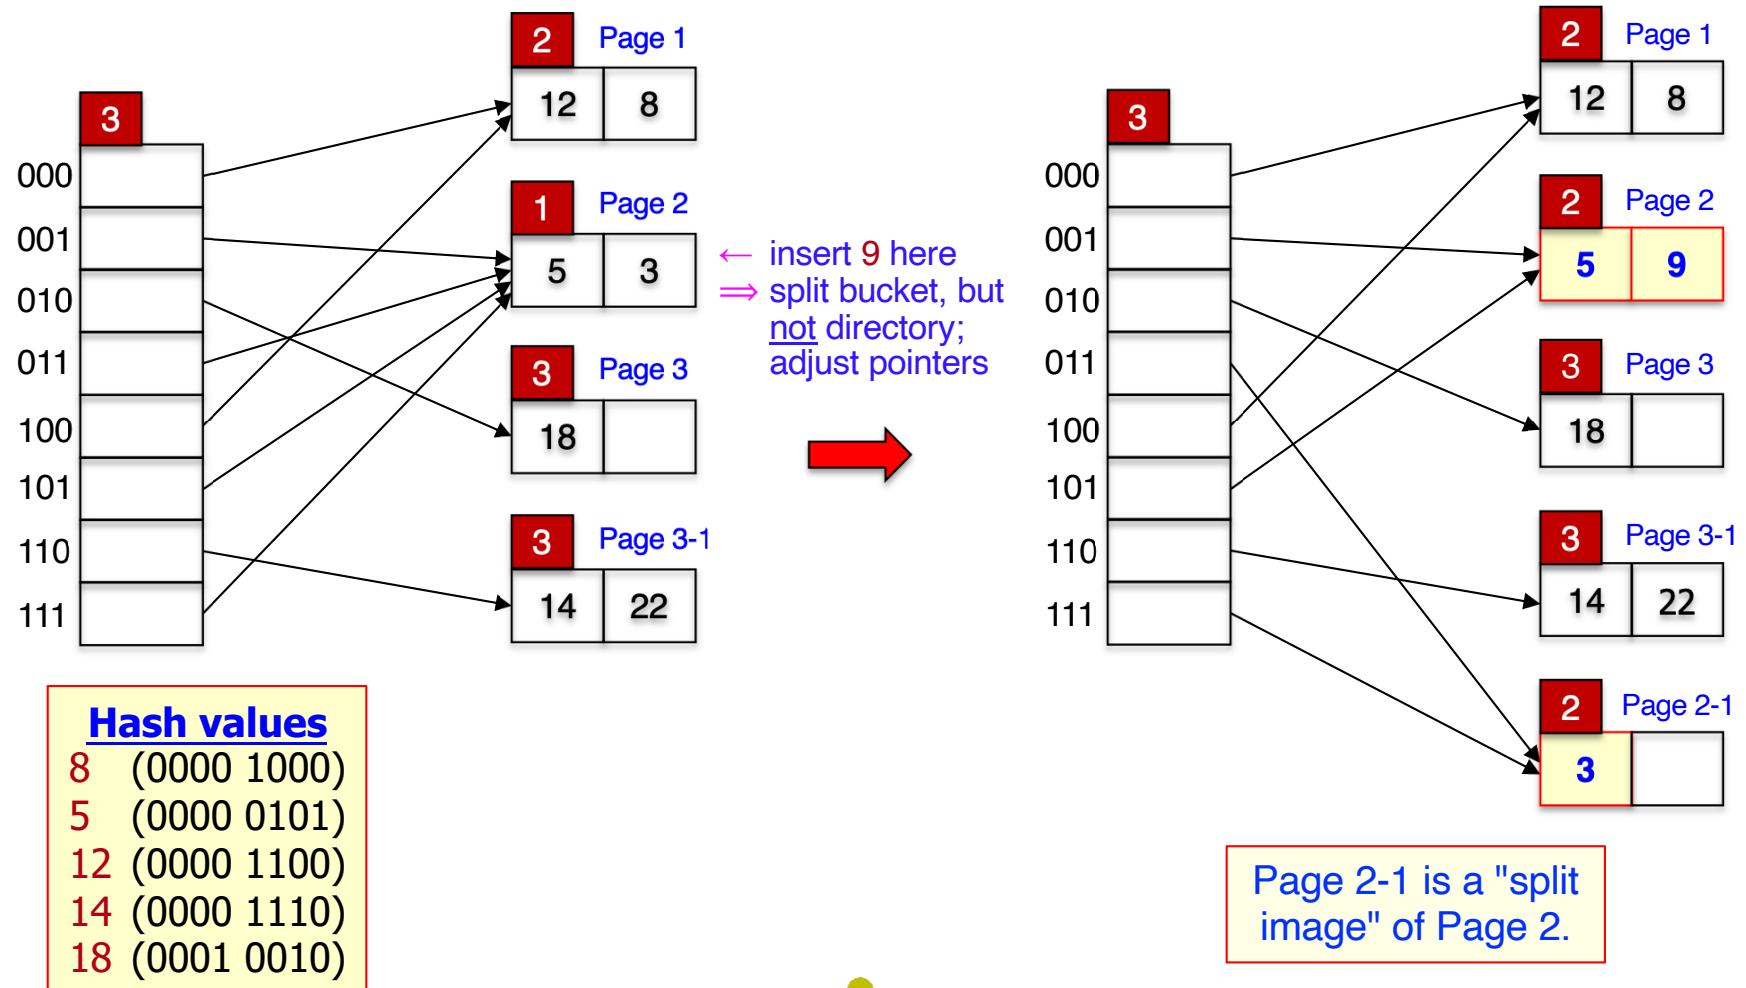 2 Page 1
12 8
3
000
001
010
011
100
101
110
111
1 Page 2
5 3
← insert 9 here
⇒ split bucket, but
not directory;
adjust pointers
3 Page 3
18
3 Page 3-1
14 22
2 Page 1
12 8
3
000
001
010
011
100
101
110
111
2 Page 2
5 9
3 Page 3
18
3 Page 3-1
14 22
2 Page 2-1
3
Hash values
8 (0000 1000)
5 (0000 0101)
12 (0000 1100)
14 (0000 1110)
18 (0001 0010)
Page 2-1 is a "split
image" of Page 2.